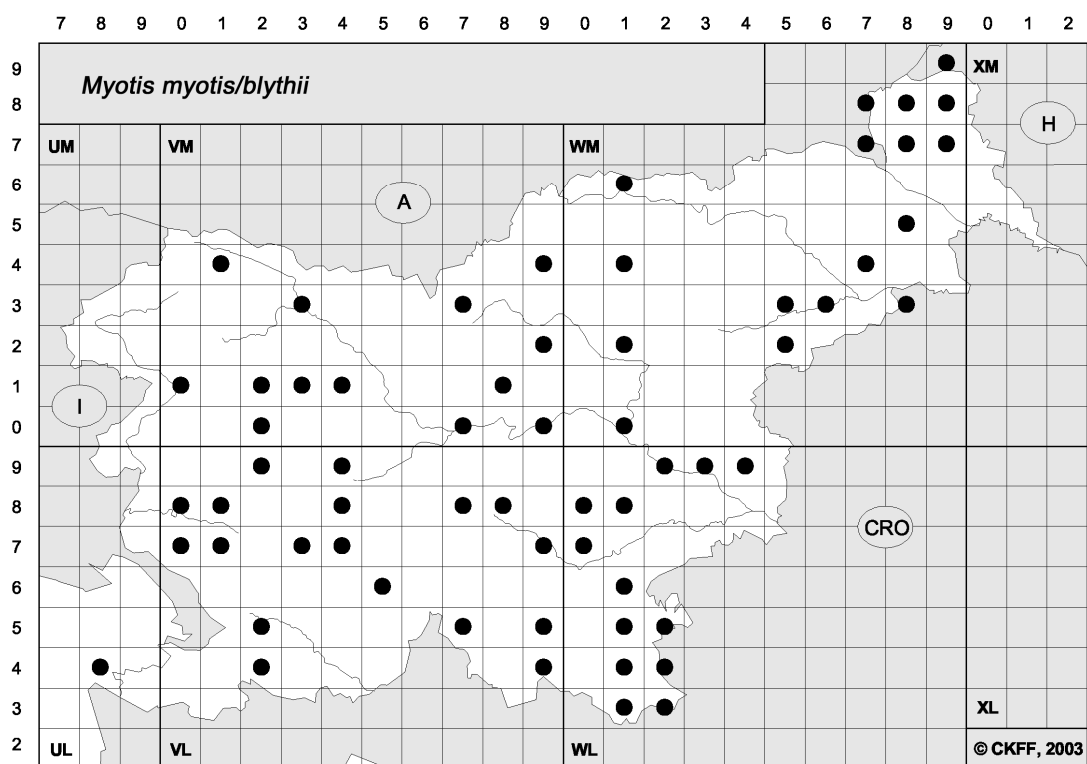 7 8 9 0 1 2 3 4 5 6 7 8 9 0 1 2 3 4 5 6 7 8 9 0 1 2
9 XM
Myotis myotis/blythii
8
H
7 UM VM WM
6
A
5
4
3
2
1
I
0
9
8
CRO
7
6
5
4
3 XL
2 UL VL WL © CKFF, 2003